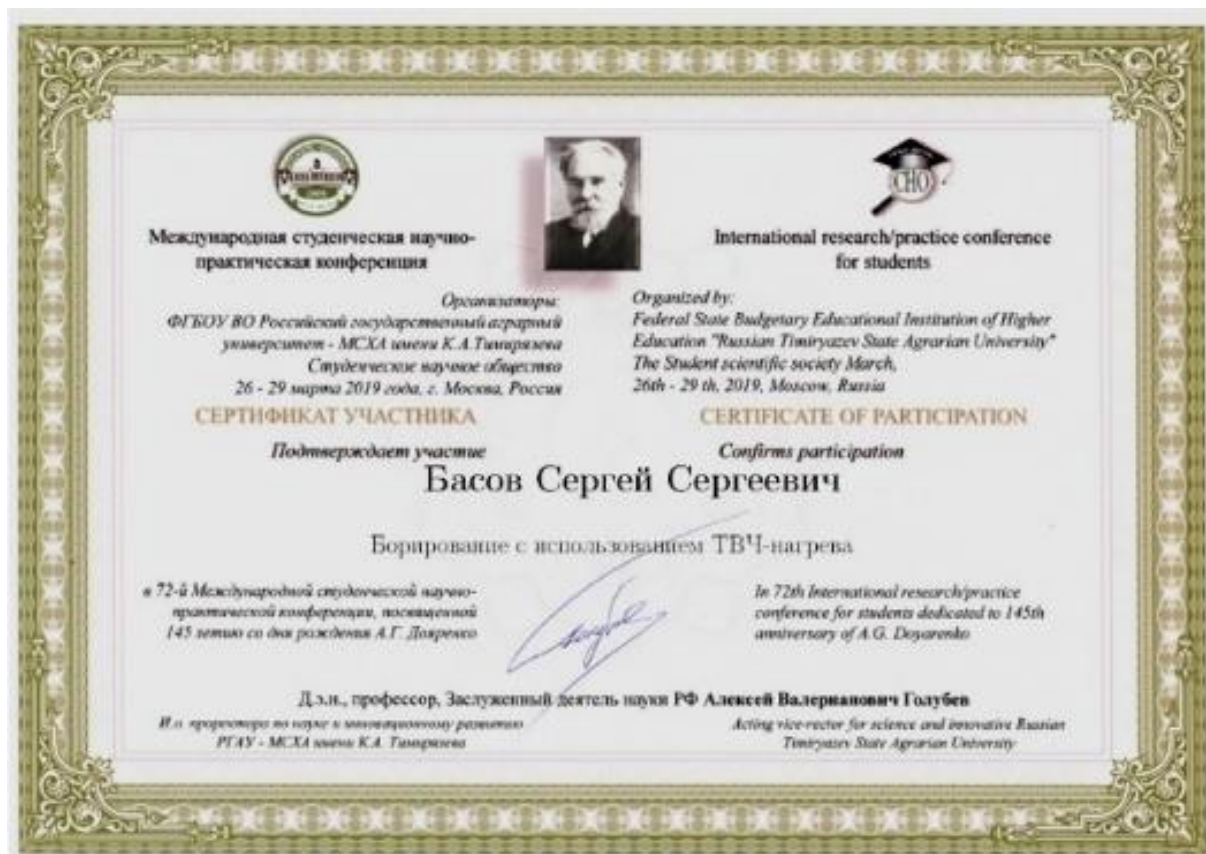 СНО
Международная студенческая научно-
практическая конференция
International research/practice conference
for students
Организаторы:
ФГБОУ ВО Российский государственный аграрный
университет - МСХА имени К.А.Тимирязева
Студенческое научное общество
26 - 29 марта 2019 года, г. Москва, Россия
Organized by:
Federal State Budgetary Educational Institution of Higher
Education "Russian Timiryazev State Agrarian University"
The Student scientific society March,
26th - 29 th, 2019, Moscow, Russia
СЕРТИФИКАТ УЧАСТНИКА
CERTIFICATE OF PARTICIPATION
Подтверждает участие
Confirms participation
Басов Сергей Сергеевич
Борирование с использованием ТВЧ-нагрева
в 72-й Международной студенческой научно-
практической конференции, посвященной
145 летию со дня рождения А.Г. Дояренко
In 72th International research/practice
conference for students dedicated to 145th
anniversary of A.G. Doyarenko
Д.э.н., профессор, Заслуженный деятель науки РФ Алексей Валерианович Голубев
И.о. проректора по науке и инновационному развитию
РГАУ - МСХА имени К.А. Тимирязева
Acting vice-rector for science and innovative Russian
Timiryazev State Agrarian University